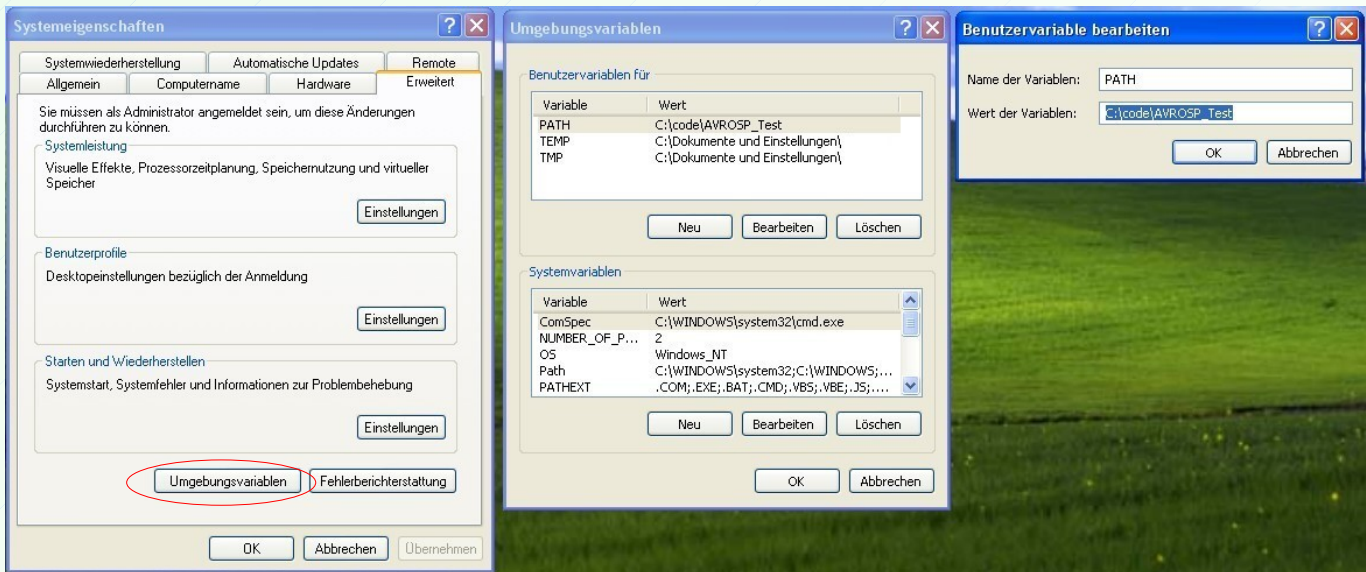 Systemeigenschaften
Systemwiederherstellung Automatische Updates Remote
Allgemein Computername Hardware Erweitert
Sie müssen als Administrator angemeldet sein, um diese Änderungen
durchführen zu können.
Systemleistung
Visuelle Effekte, Prozessorzeitplanung, Speichernutzung und virtueller
Speicher
Einstellungen
Benutzerprofile
Desktopeinstellungen bezüglich der Anmeldung
Einstellungen
Starten und Wiederherstellen
Systemstart, Systemfehler und Informationen zur Problembehebung
Einstellungen
Umgebungsvariablen Fehlerberichterstattung
OK Abbrechen Übernehmen
Umgebungsvariablen
Benutzervariablen für
Variable Wert
PATH C:\code\AVROSP_Test
TEMP C:\Dokumente und Einstellungen\
TMP C:\Dokumente und Einstellungen\
Neu Bearbeiten Löschen
Systemvariablen
Variable Wert
ComSpec C:\WINDOWS\system32\cmd.exe
NUMBER_OF_P... 2
OS Windows_NT
Path C:\WINDOWS\system32;C:\WINDOWS;...
PATHEXT .COM;.EXE;.BAT;.CMD;.VBS;.VBE;.JS;....
Neu Bearbeiten Löschen
OK Abbrechen
Benutzervariable bearbeiten
Name der Variablen: PATH
Wert der Variablen: C:\code\AVROSP_Test
OK Abbrechen